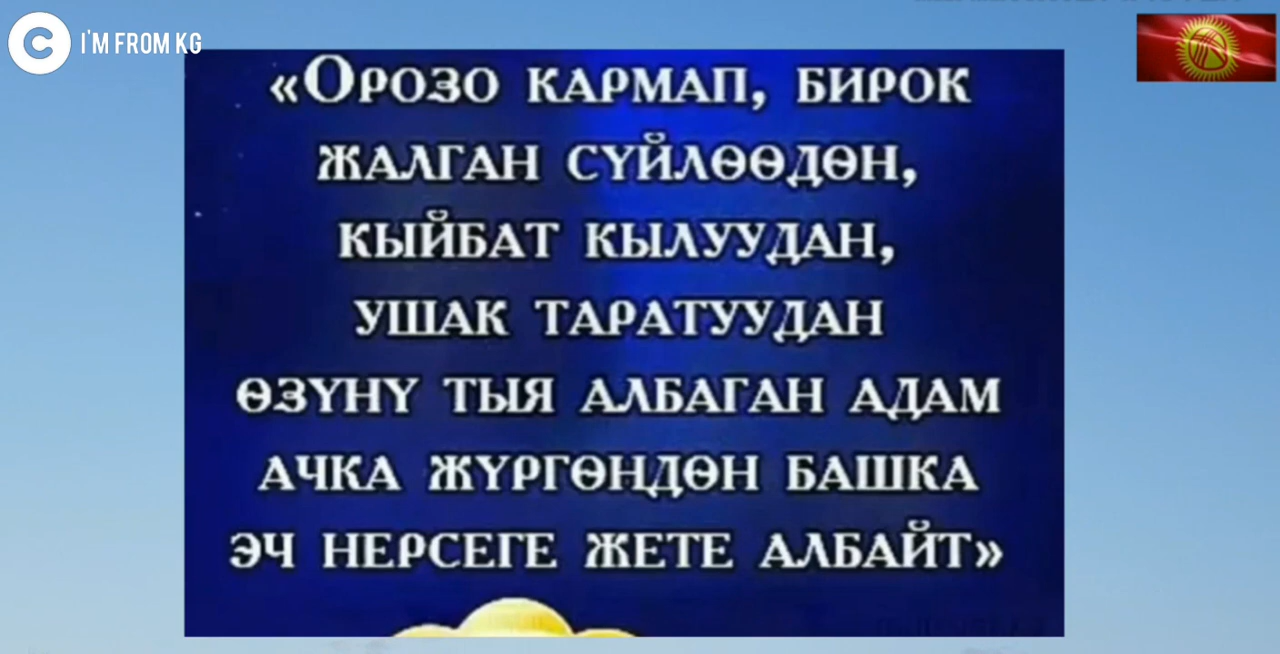 I'M FROM KG
«Орозо кармап, бирок
жалган сүйлөөдөн,
кыйбат кылуудан,
ушак таратуудан
өзүнү тыя албаган адам
ачка жүргөндөн башка
эч нерсеге жете албайт»